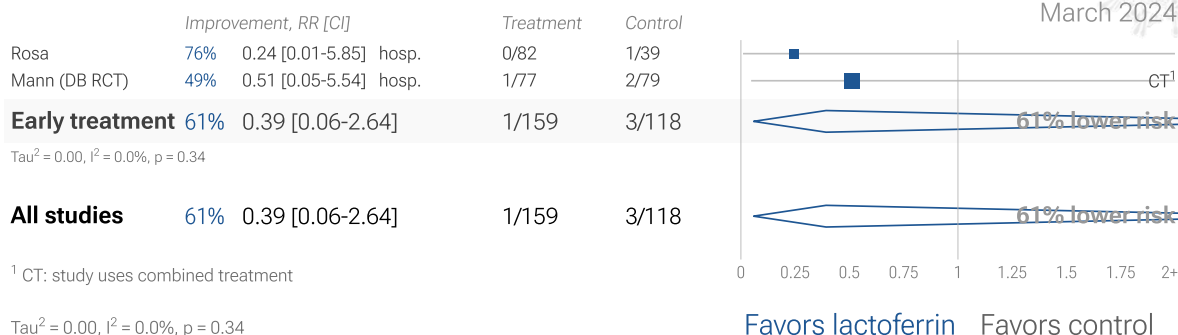 March 2024
Improvement, RR [CI] Treatment Control
Rosa 76% 0.24 [0.01-5.85] hosp. 0/82 1/39
Mann (DB RCT) 49% 0.51 [0.05-5.54] hosp. 1/77 2/79 CT¹
Early treatment 61% 0.39 [0.06-2.64] 1/159 3/118 61% lower risk
Tau² = 0.00, I² = 0.0%, p = 0.34
All studies 61% 0.39 [0.06-2.64] 1/159 3/118 61% lower risk
0 0.25 0.5 0.75 1 1.25 1.5 1.75 2+
¹ CT: study uses combined treatment
Tau² = 0.00, I² = 0.0%, p = 0.34 Favors lactoferrin Favors control